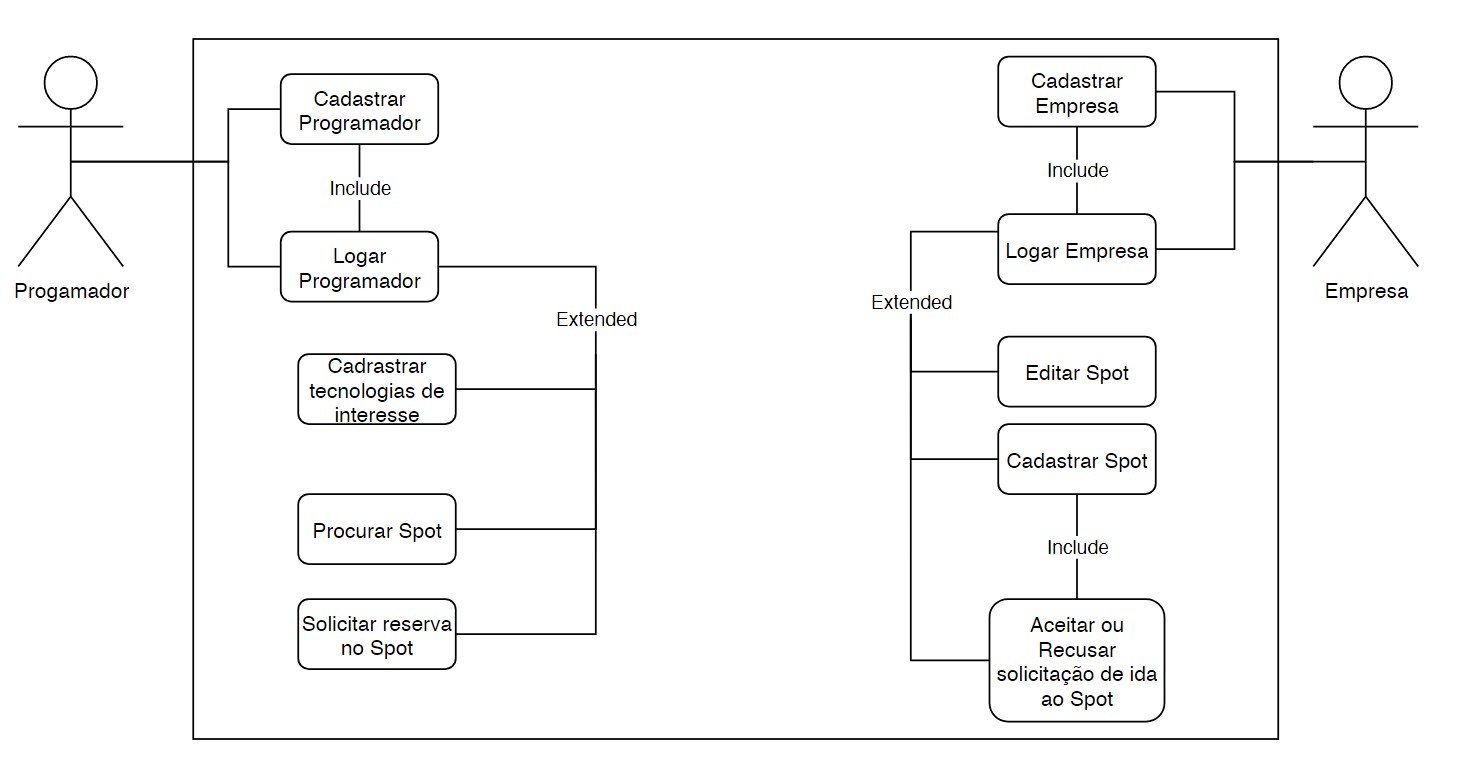 Cadastrar
Programador
Include
Logar
Programador
Progamador
Extended
Cadrastrar
tecnologias de
interesse
Procurar Spot
Solicitar reserva
no Spot
Cadastrar
Empresa
Include
Logar Empresa
Empresa
Extended
Editar Spot
Cadastrar Spot
Include
Aceitar ou
Recusar
solicitação de ida
ao Spot